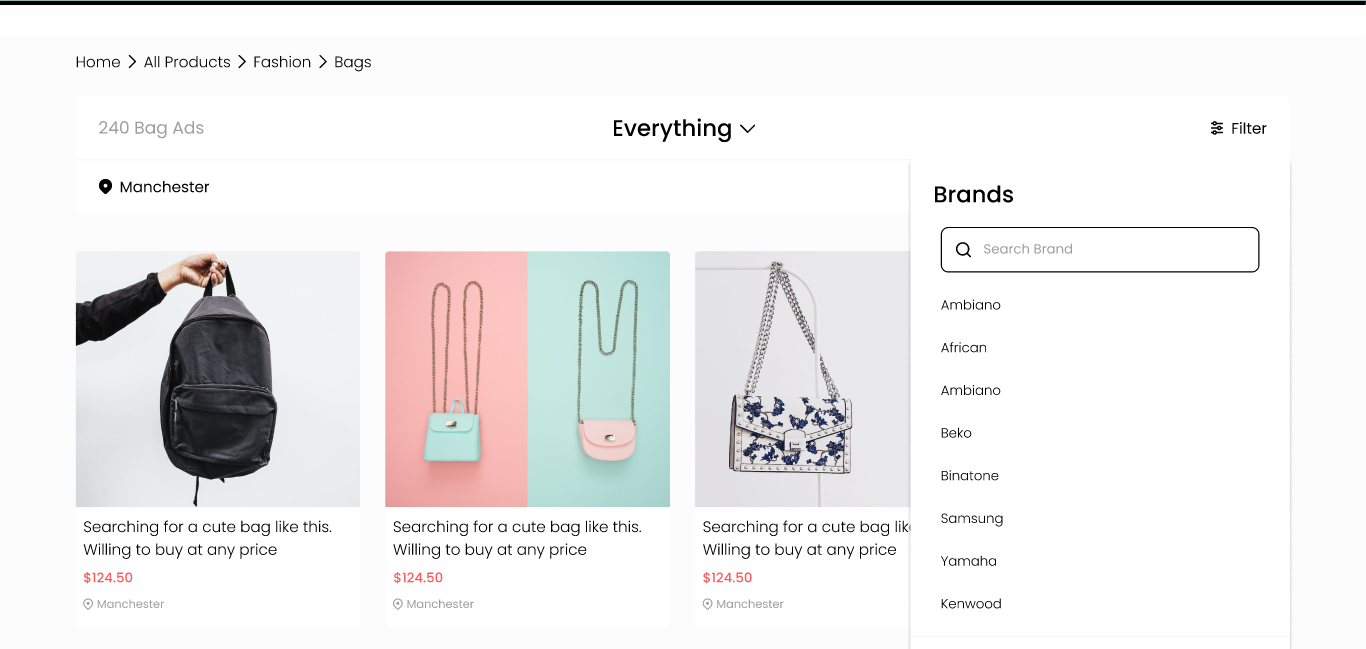 Home > All Products > Fashion > Bags
240 Bag Ads
Everything
Filter
Manchester
Brands
Search Brand
Ambiano
African
Ambiano
Beko
Binatone
Samsung
Yamaha
Kenwood
Searching for a cute bag like this.
Willing to buy at any price
$124.50
Manchester
Searching for a cute bag like this.
Willing to buy at any price
$124.50
Manchester
Searching for a cute bag lik
Willing to buy at any price
$124.50
Manchester